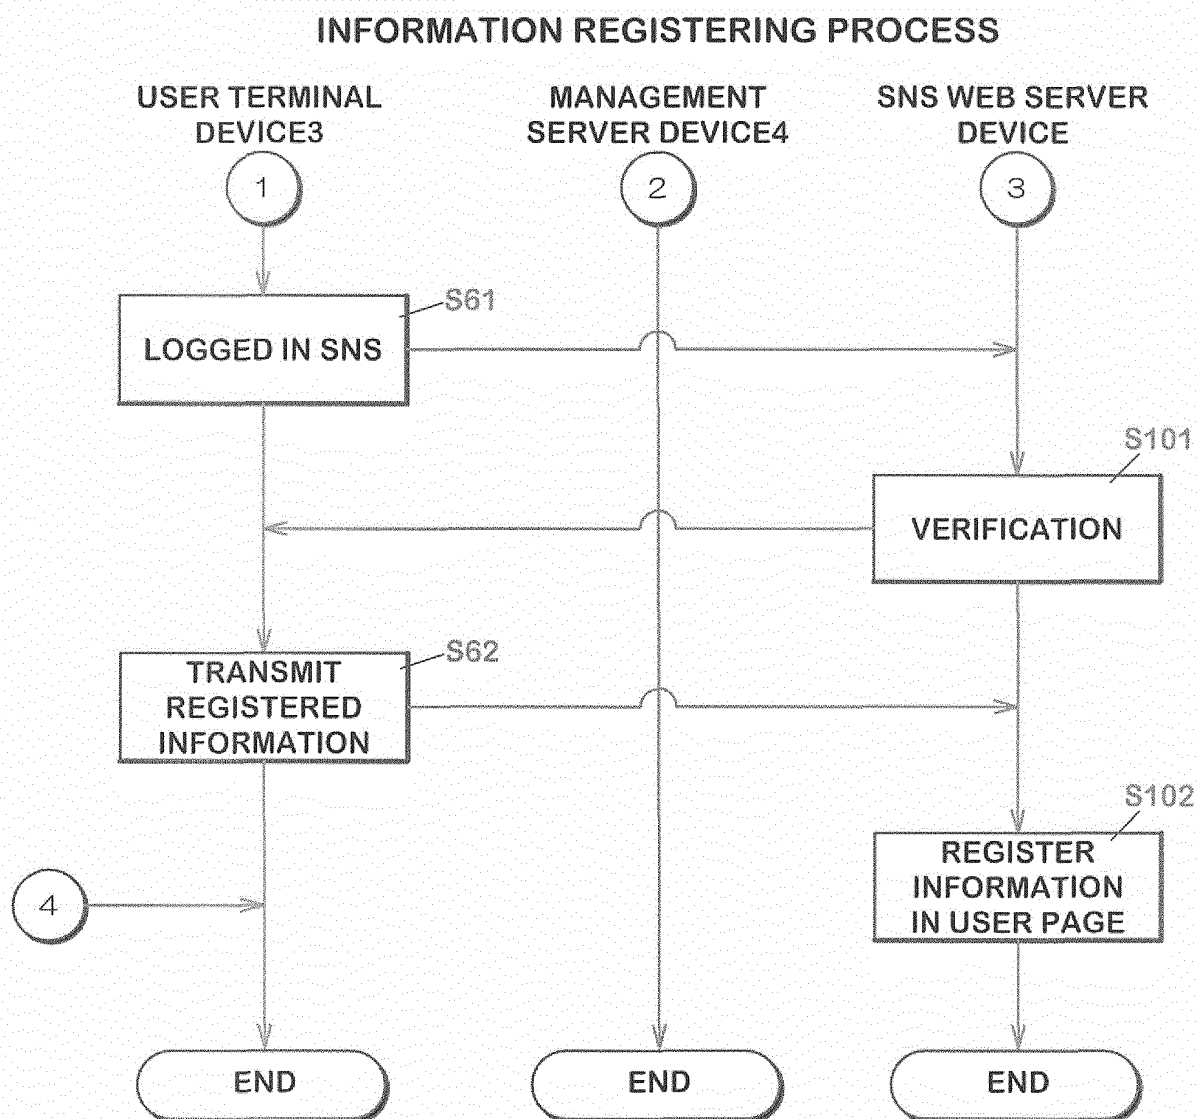 INFORMATION REGISTERING PROCESS
USER TERMINAL
DEVICE3
MANAGEMENT
SERVER DEVICE4
SNS WEB SERVER
DEVICE
1
2
3
S61
LOGGED IN SNS
S101
VERIFICATION
S62
TRANSMIT
REGISTERED
INFORMATION
S102
REGISTER
INFORMATION
IN USER PAGE
4
END
END
END